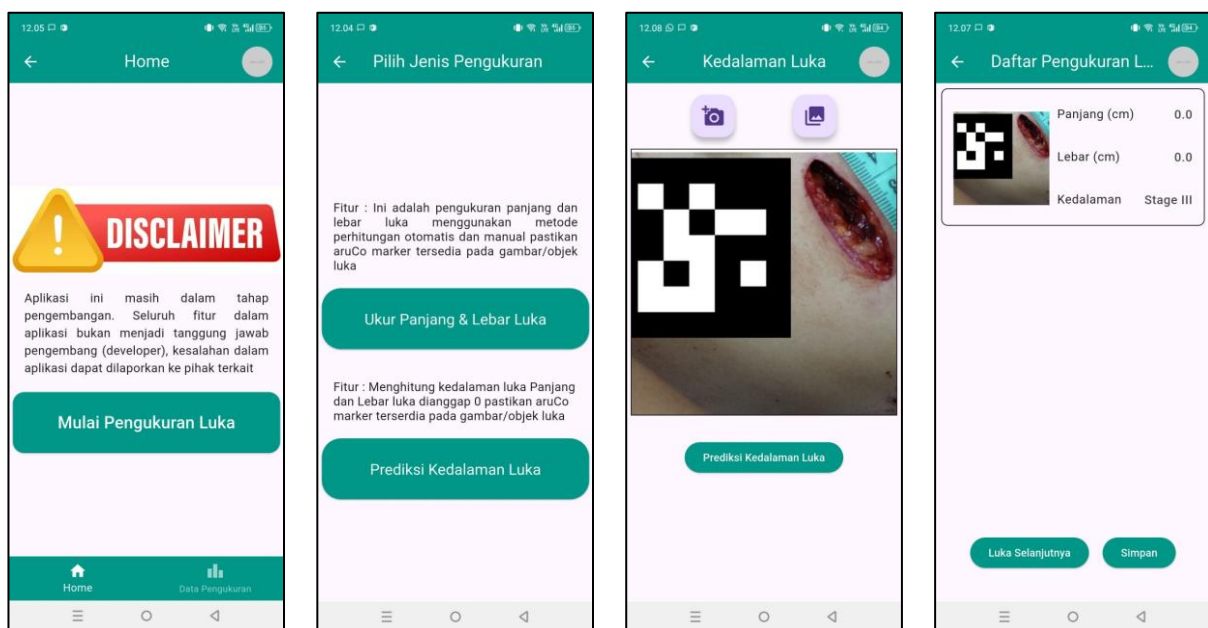 12.05
Home
DISCLAIMER
Aplikasi ini masih dalam tahap
pengembangan. Seluruh fitur dalam
aplikasi bukan menjadi tanggung jawab
pengembang (developer), kesalahan dalam
aplikasi dapat dilaporkan ke pihak terkait
Mulai Pengukuran Luka
Home
Data Pengukuran
12.04
Pilih Jenis Pengukuran
Fitur : Ini adalah pengukuran panjang dan
lebar luka menggunakan metode
perhitungan otomatis dan manual pastikan
aruCo marker tersedia pada gambar/objek
luka
Ukur Panjang & Lebar Luka
Fitur : Menghitung kedalaman luka Panjang
dan Lebar luka dianggap 0 pastikan aruCo
marker terserdia pada gambar/objek luka
Prediksi Kedalaman Luka
12.08
Kedalaman Luka
Prediksi Kedalaman Luka
12.07
Daftar Pengukuran L...
Panjang (cm) 0.0
Lebar (cm) 0.0
Kedalaman Stage III
Luka Selanjutnya
Simpan